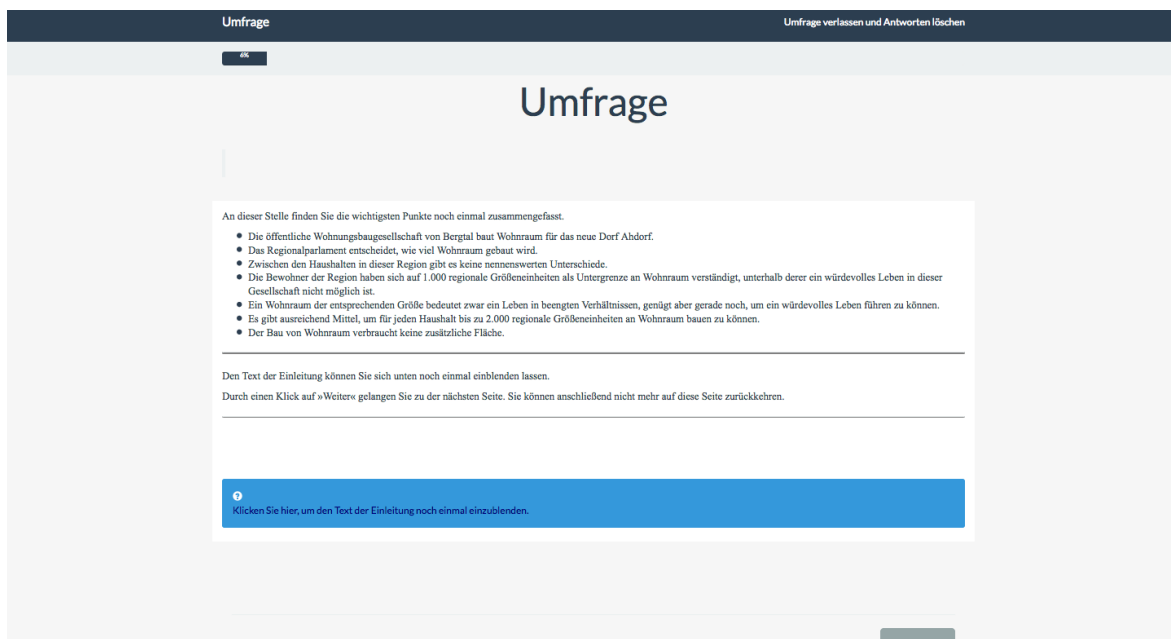 Umfrage
Umfrage verlassen und Antworten löschen
6%
Umfrage
An dieser Stelle finden Sie die wichtigsten Punkte noch einmal zusammengefasst.
Die öffentliche Wohnungsbaugesellschaft von Bergtal baut Wohnraum für das neue Dorf Ahdorf.
Das Regionalparlament entscheidet, wie viel Wohnraum gebaut wird.
Zwischen den Haushalten in dieser Region gibt es keine nennenswerten Unterschiede.
Die Bewohner der Region haben sich auf 1.000 regionale Größeneinheiten als Untergrenze an Wohnraum verständigt, unterhalb derer ein würdevolles Leben in dieser
Gesellschaft nicht möglich ist.
Ein Wohnraum der entsprechenden Größe bedeutet zwar ein Leben in beengten Verhältnissen, genügt aber gerade noch, um ein würdevolles Leben führen zu können.
Es gibt ausreichend Mittel, um für jeden Haushalt bis zu 2.000 regionale Größeneinheiten an Wohnraum bauen zu können.
Der Bau von Wohnraum verbraucht keine zusätzliche Fläche.
Den Text der Einleitung können Sie sich unten noch einmal einblenden lassen.
Durch einen Klick auf »Weiter« gelangen Sie zu der nächsten Seite. Sie können anschließend nicht mehr auf diese Seite zurückkehren.
Klicken Sie hier, um den Text der Einleitung noch einmal einzublenden.